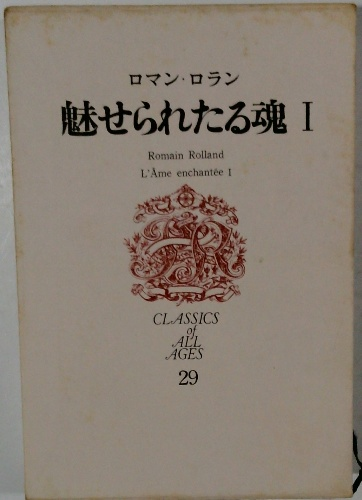 ロマン・ロラン
魅せられたる魂 I
Romain Rolland
L'Âme enchantée I
CLASSICS
of
ALL
AGES
29